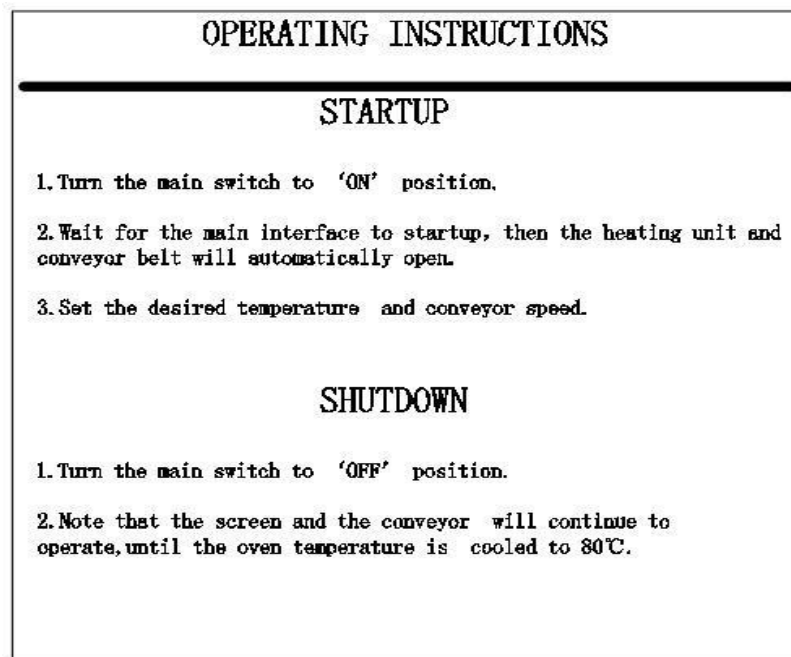 OPERATING INSTRUCTIONS
STARTUP
1.Turn the main switch to 'ON' position.
2.Wait for the main interface to startup, then the heating unit and
conveyor belt will automatically open.
3.Set the desired temperature and conveyor speed.
SHUTDOWN
1.Turn the main switch to 'OFF' position.
2.Note that the screen and the conveyor will continue to
operate,until the oven temperature is cooled to 80℃.